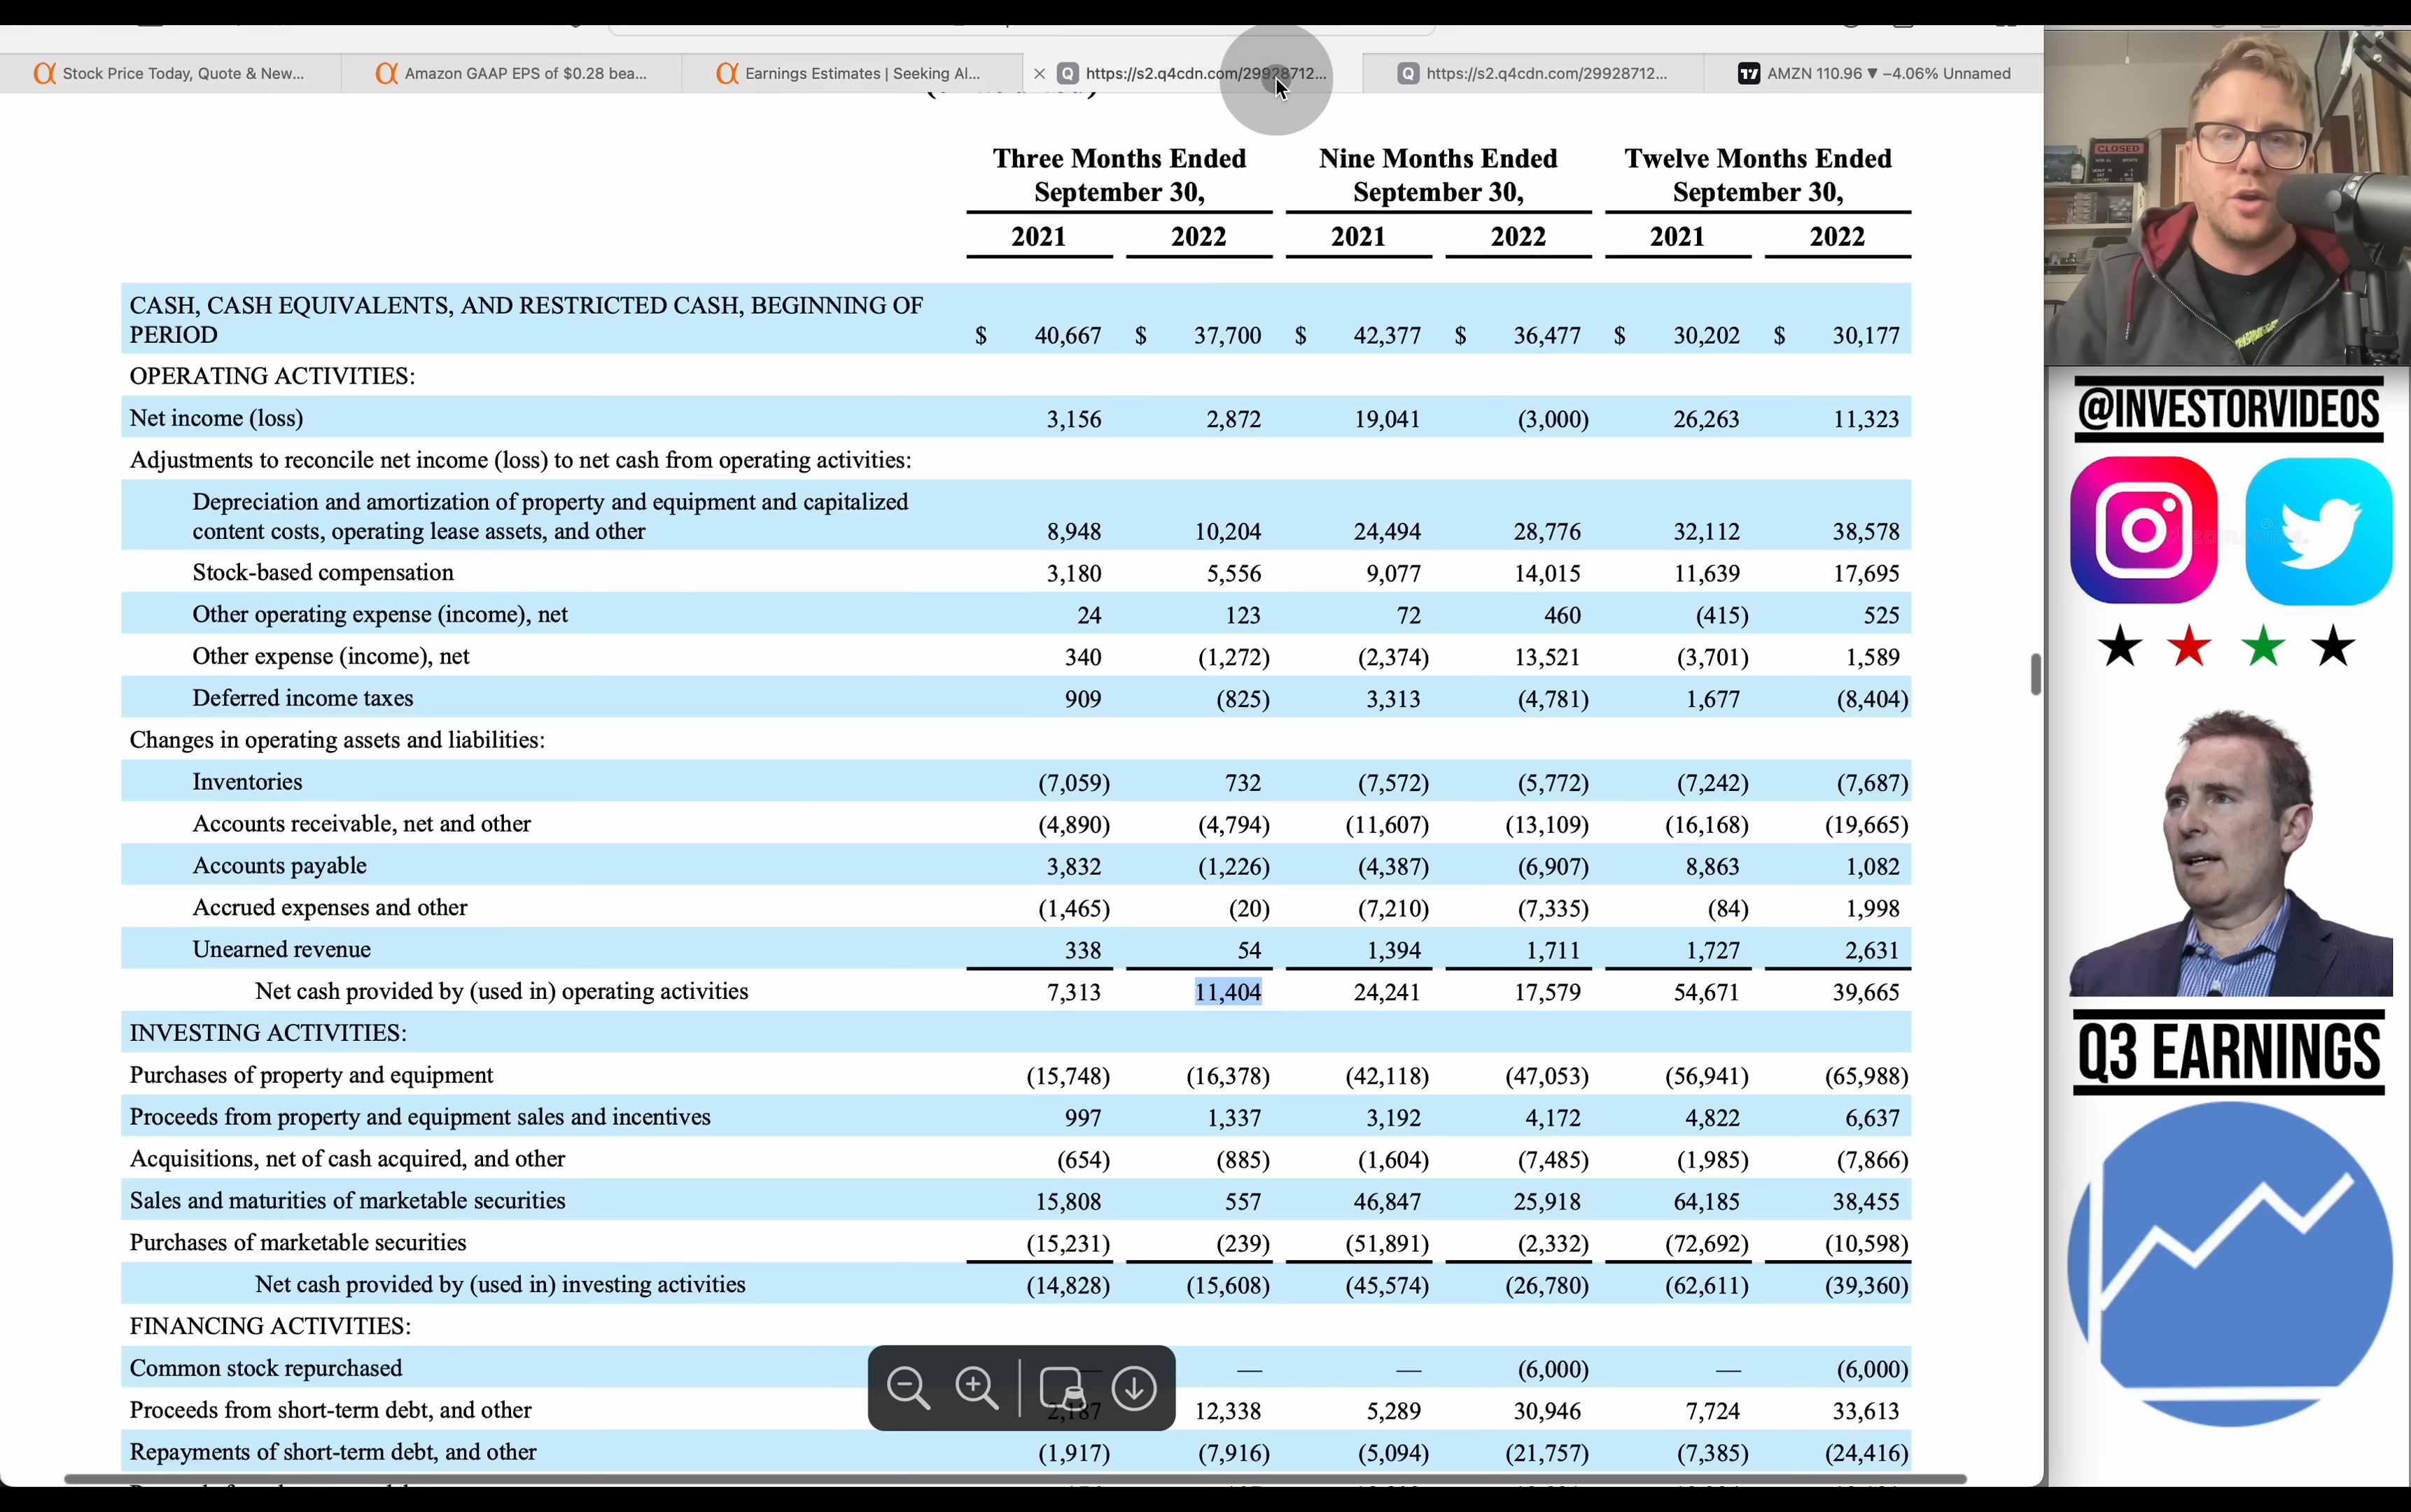 Stock Price Today, Quote & New...
Amazon GAAP EPS of $0.28 bea...
Earnings Estimates | Seeking Al...
https://s2.q4cdn.com/29928712...
https://s2.q4cdn.com/29928712...
AMZN 110.96 ▼ −4.06% Unnamed
Three Months Ended September 30, Nine Months Ended September 30, Twelve Months Ended September 30,
2021 2022 2021 2022 2021 2022
CASH, CASH EQUIVALENTS, AND RESTRICTED CASH, BEGINNING OF
PERIOD $ 40,667 $ 37,700 $ 42,377 $ 36,477 $ 30,202 $ 30,177
OPERATING ACTIVITIES:
Net income (loss) 3,156 2,872 19,041 (3,000) 26,263 11,323
Adjustments to reconcile net income (loss) to net cash from operating activities:
Depreciation and amortization of property and equipment and capitalized
content costs, operating lease assets, and other 8,948 10,204 24,494 28,776 32,112 38,578
Stock-based compensation 3,180 5,556 9,077 14,015 11,639 17,695
Other operating expense (income), net 24 123 72 460 (415) 525
Other expense (income), net 340 (1,272) (2,374) 13,521 (3,701) 1,589
Deferred income taxes 909 (825) 3,313 (4,781) 1,677 (8,404)
Changes in operating assets and liabilities:
Inventories (7,059) 732 (7,572) (5,772) (7,242) (7,687)
Accounts receivable, net and other (4,890) (4,794) (11,607) (13,109) (16,168) (19,665)
Accounts payable 3,832 (1,226) (4,387) (6,907) 8,863 1,082
Accrued expenses and other (1,465) (20) (7,210) (7,335) (84) 1,998
Unearned revenue 338 54 1,394 1,711 1,727 2,631
Net cash provided by (used in) operating activities 7,313 11,404 24,241 17,579 54,671 39,665
INVESTING ACTIVITIES:
Purchases of property and equipment (15,748) (16,378) (42,118) (47,053) (56,941) (65,988)
Proceeds from property and equipment sales and incentives 997 1,337 3,192 4,172 4,822 6,637
Acquisitions, net of cash acquired, and other (654) (885) (1,604) (7,485) (1,985) (7,866)
Sales and maturities of marketable securities 15,808 557 46,847 25,918 64,185 38,455
Purchases of marketable securities (15,231) (239) (51,891) (2,332) (72,692) (10,598)
Net cash provided by (used in) investing activities (14,828) (15,608) (45,574) (26,780) (62,611) (39,360)
FINANCING ACTIVITIES:
Common stock repurchased — — — (6,000) — (6,000)
Proceeds from short-term debt, and other 2,187 12,338 5,289 30,946 7,724 33,613
Repayments of short-term debt, and other (1,917) (7,916) (5,094) (21,757) (7,385) (24,416)
CLOSED
@INVESTORVIDEOS
Q3 EARNINGS